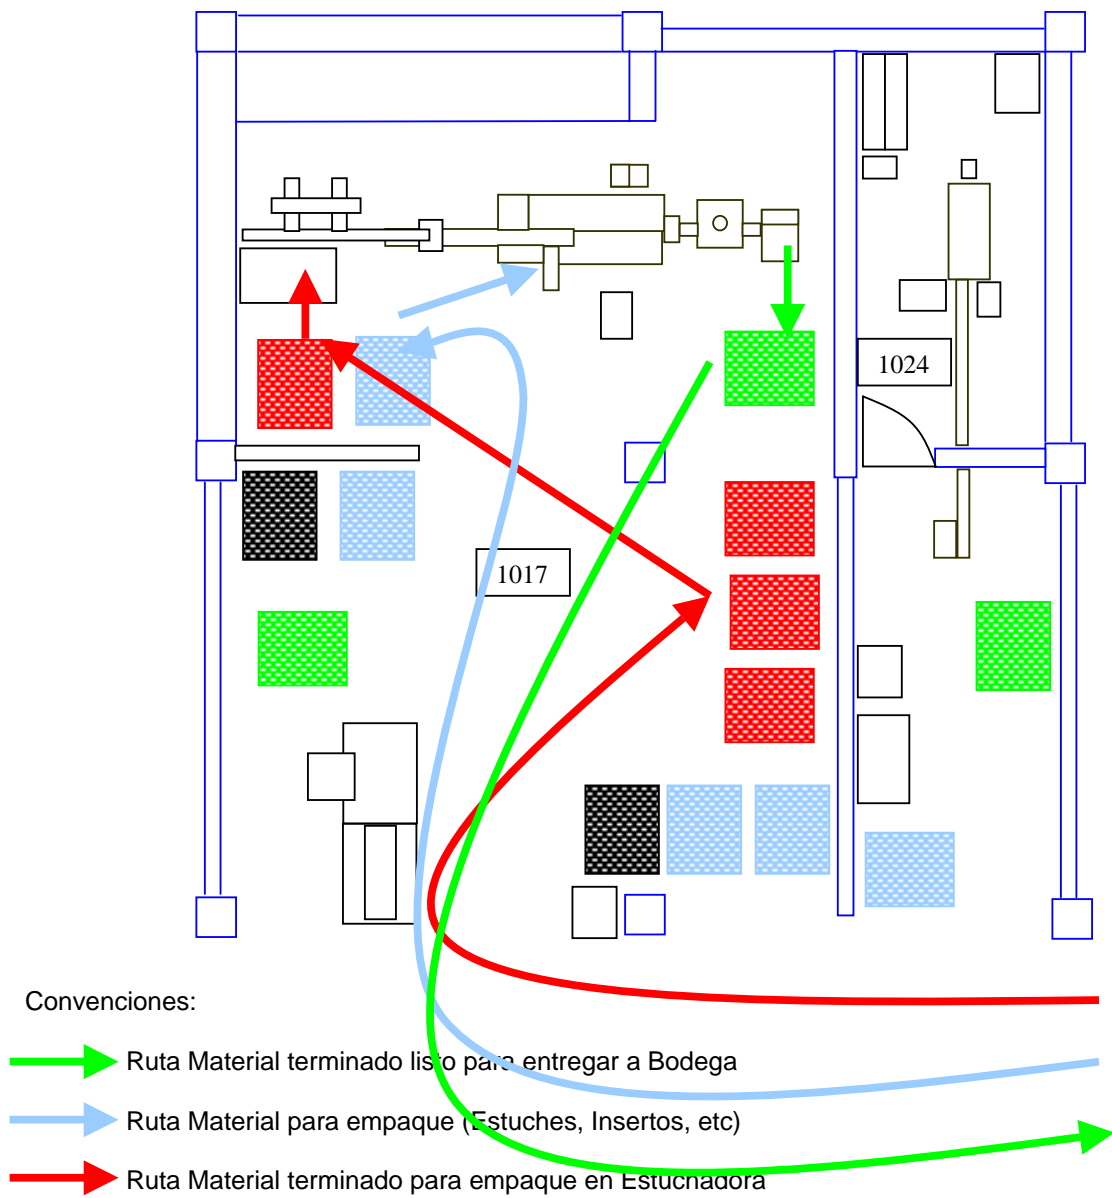 1024
1017
Convenciones:
Ruta Material terminado listo para entregar a Bodega
Ruta Material para empaque (Estuches, Insertos, etc)
Ruta Material terminado para empaque en Estuchadora